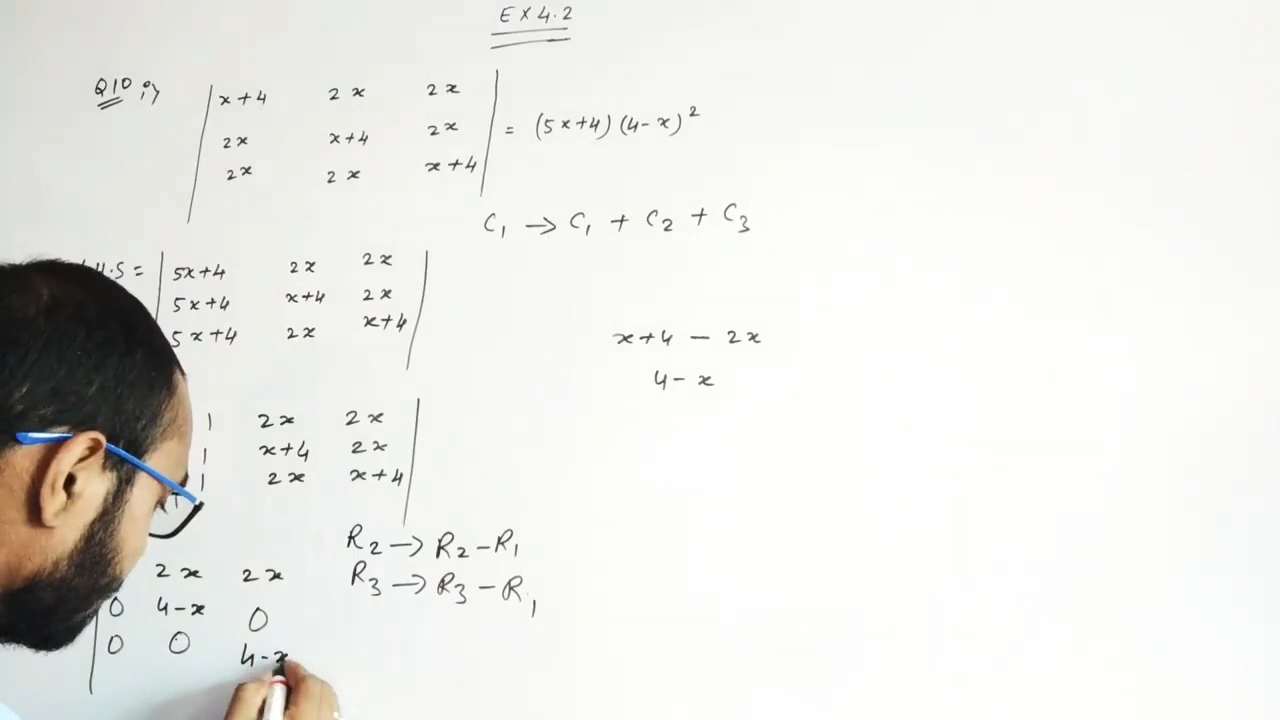 EX 4.2
Q10 i)
| x+4 2x 2x |
| 2x x+4 2x | = (5x+4) (4-x)²
| 2x 2x x+4 |
C₁ → C₁ + C₂ + C₃
.S = | 5x+4 2x 2x |
| 5x+4 x+4 2x |
5x+4 2x x+4 |
x+4 - 2x
4-x
1 2x 2x |
1 x+4 2x |
1 2x x+4 |
R₂ → R₂-R₁
R₃ → R₃-R₁
2x 2x
| 0 4-x 0
| 0 0 4-x